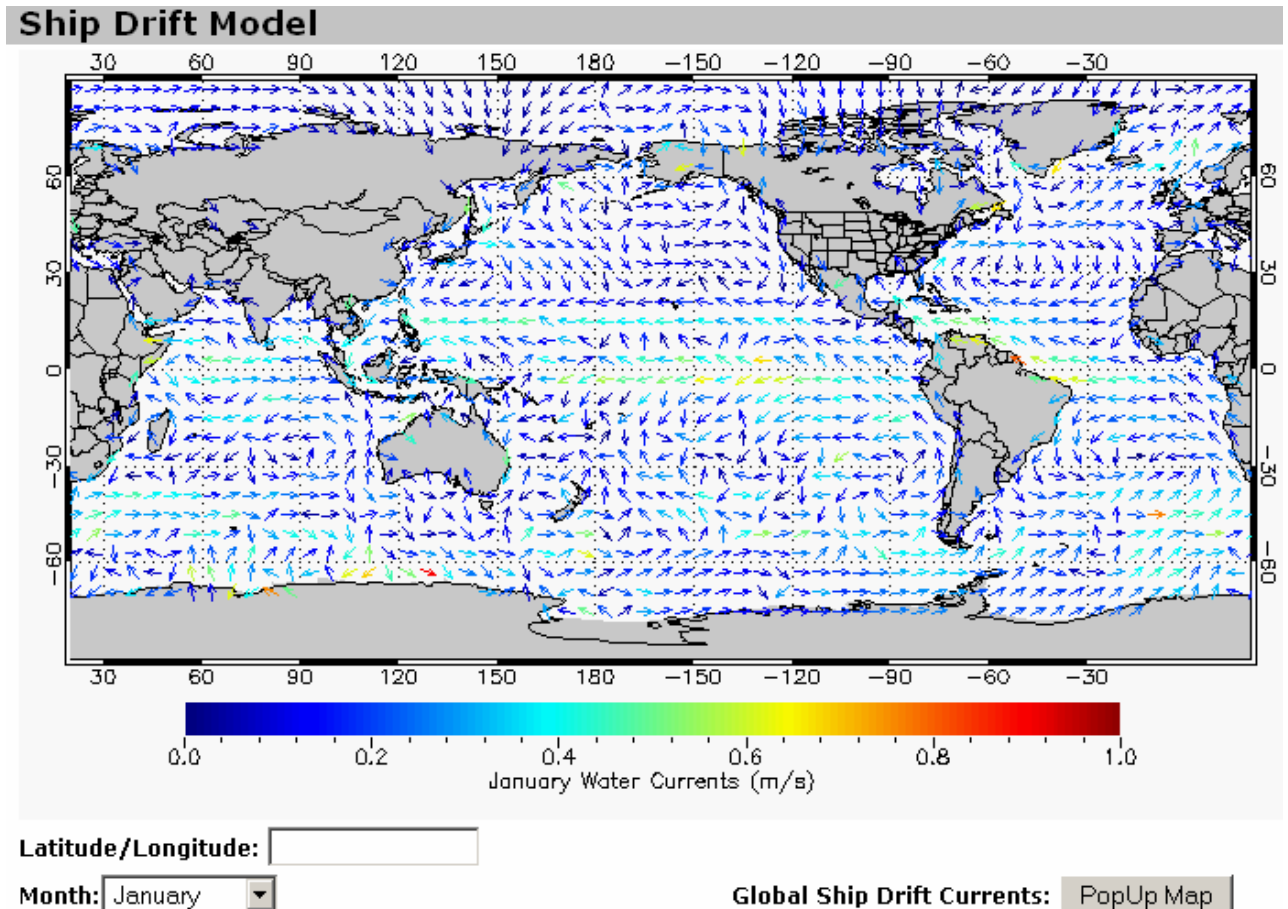 Ship Drift Model
30 60 90 120 150 180 −150 −120 −90 −60 −30
60 60
30 30
0 0
−30 −30
−60 −60
30 60 90 120 150 180 −150 −120 −90 −60 −30
0.0 0.2 0.4 0.6 0.8 1.0
January Water Currents (m/s)
Latitude/Longitude:
Month: January Global Ship Drift Currents: PopUp Map